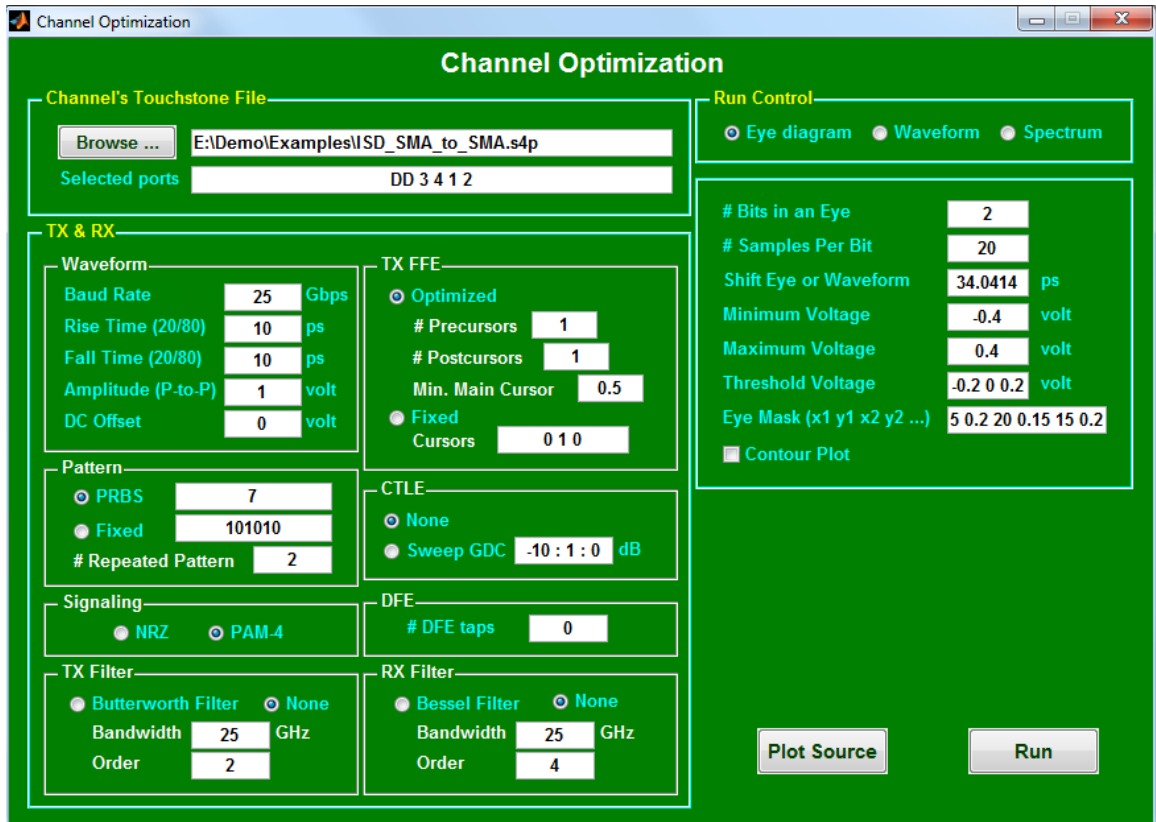 Channel Optimization
Channel Optimization
Channel's Touchstone File
Browse ... E:\Demo\Examples\ISD_SMA_to_SMA.s4p
Selected ports DD 3 4 1 2
TX & RX
Waveform
Baud Rate 25 Gbps
Rise Time (20/80) 10 ps
Fall Time (20/80) 10 ps
Amplitude (P-to-P) 1 volt
DC Offset 0 volt
Pattern
PRBS 7
Fixed 101010
# Repeated Pattern 2
Signaling
NRZ PAM-4
TX Filter
Butterworth Filter None
Bandwidth 25 GHz
Order 2
TX FFE
Optimized
# Precursors 1
# Postcursors 1
Min. Main Cursor 0.5
Fixed
Cursors 0 1 0
CTLE
None
Sweep GDC -10 : 1 : 0 dB
DFE
# DFE taps 0
RX Filter
Bessel Filter None
Bandwidth 25 GHz
Order 4
Run Control
Eye diagram Waveform Spectrum
# Bits in an Eye 2
# Samples Per Bit 20
Shift Eye or Waveform 34.0414 ps
Minimum Voltage -0.4 volt
Maximum Voltage 0.4 volt
Threshold Voltage -0.2 0 0.2 volt
Eye Mask (x1 y1 x2 y2 ...) 5 0.2 20 0.15 15 0.2
Contour Plot
Plot Source Run